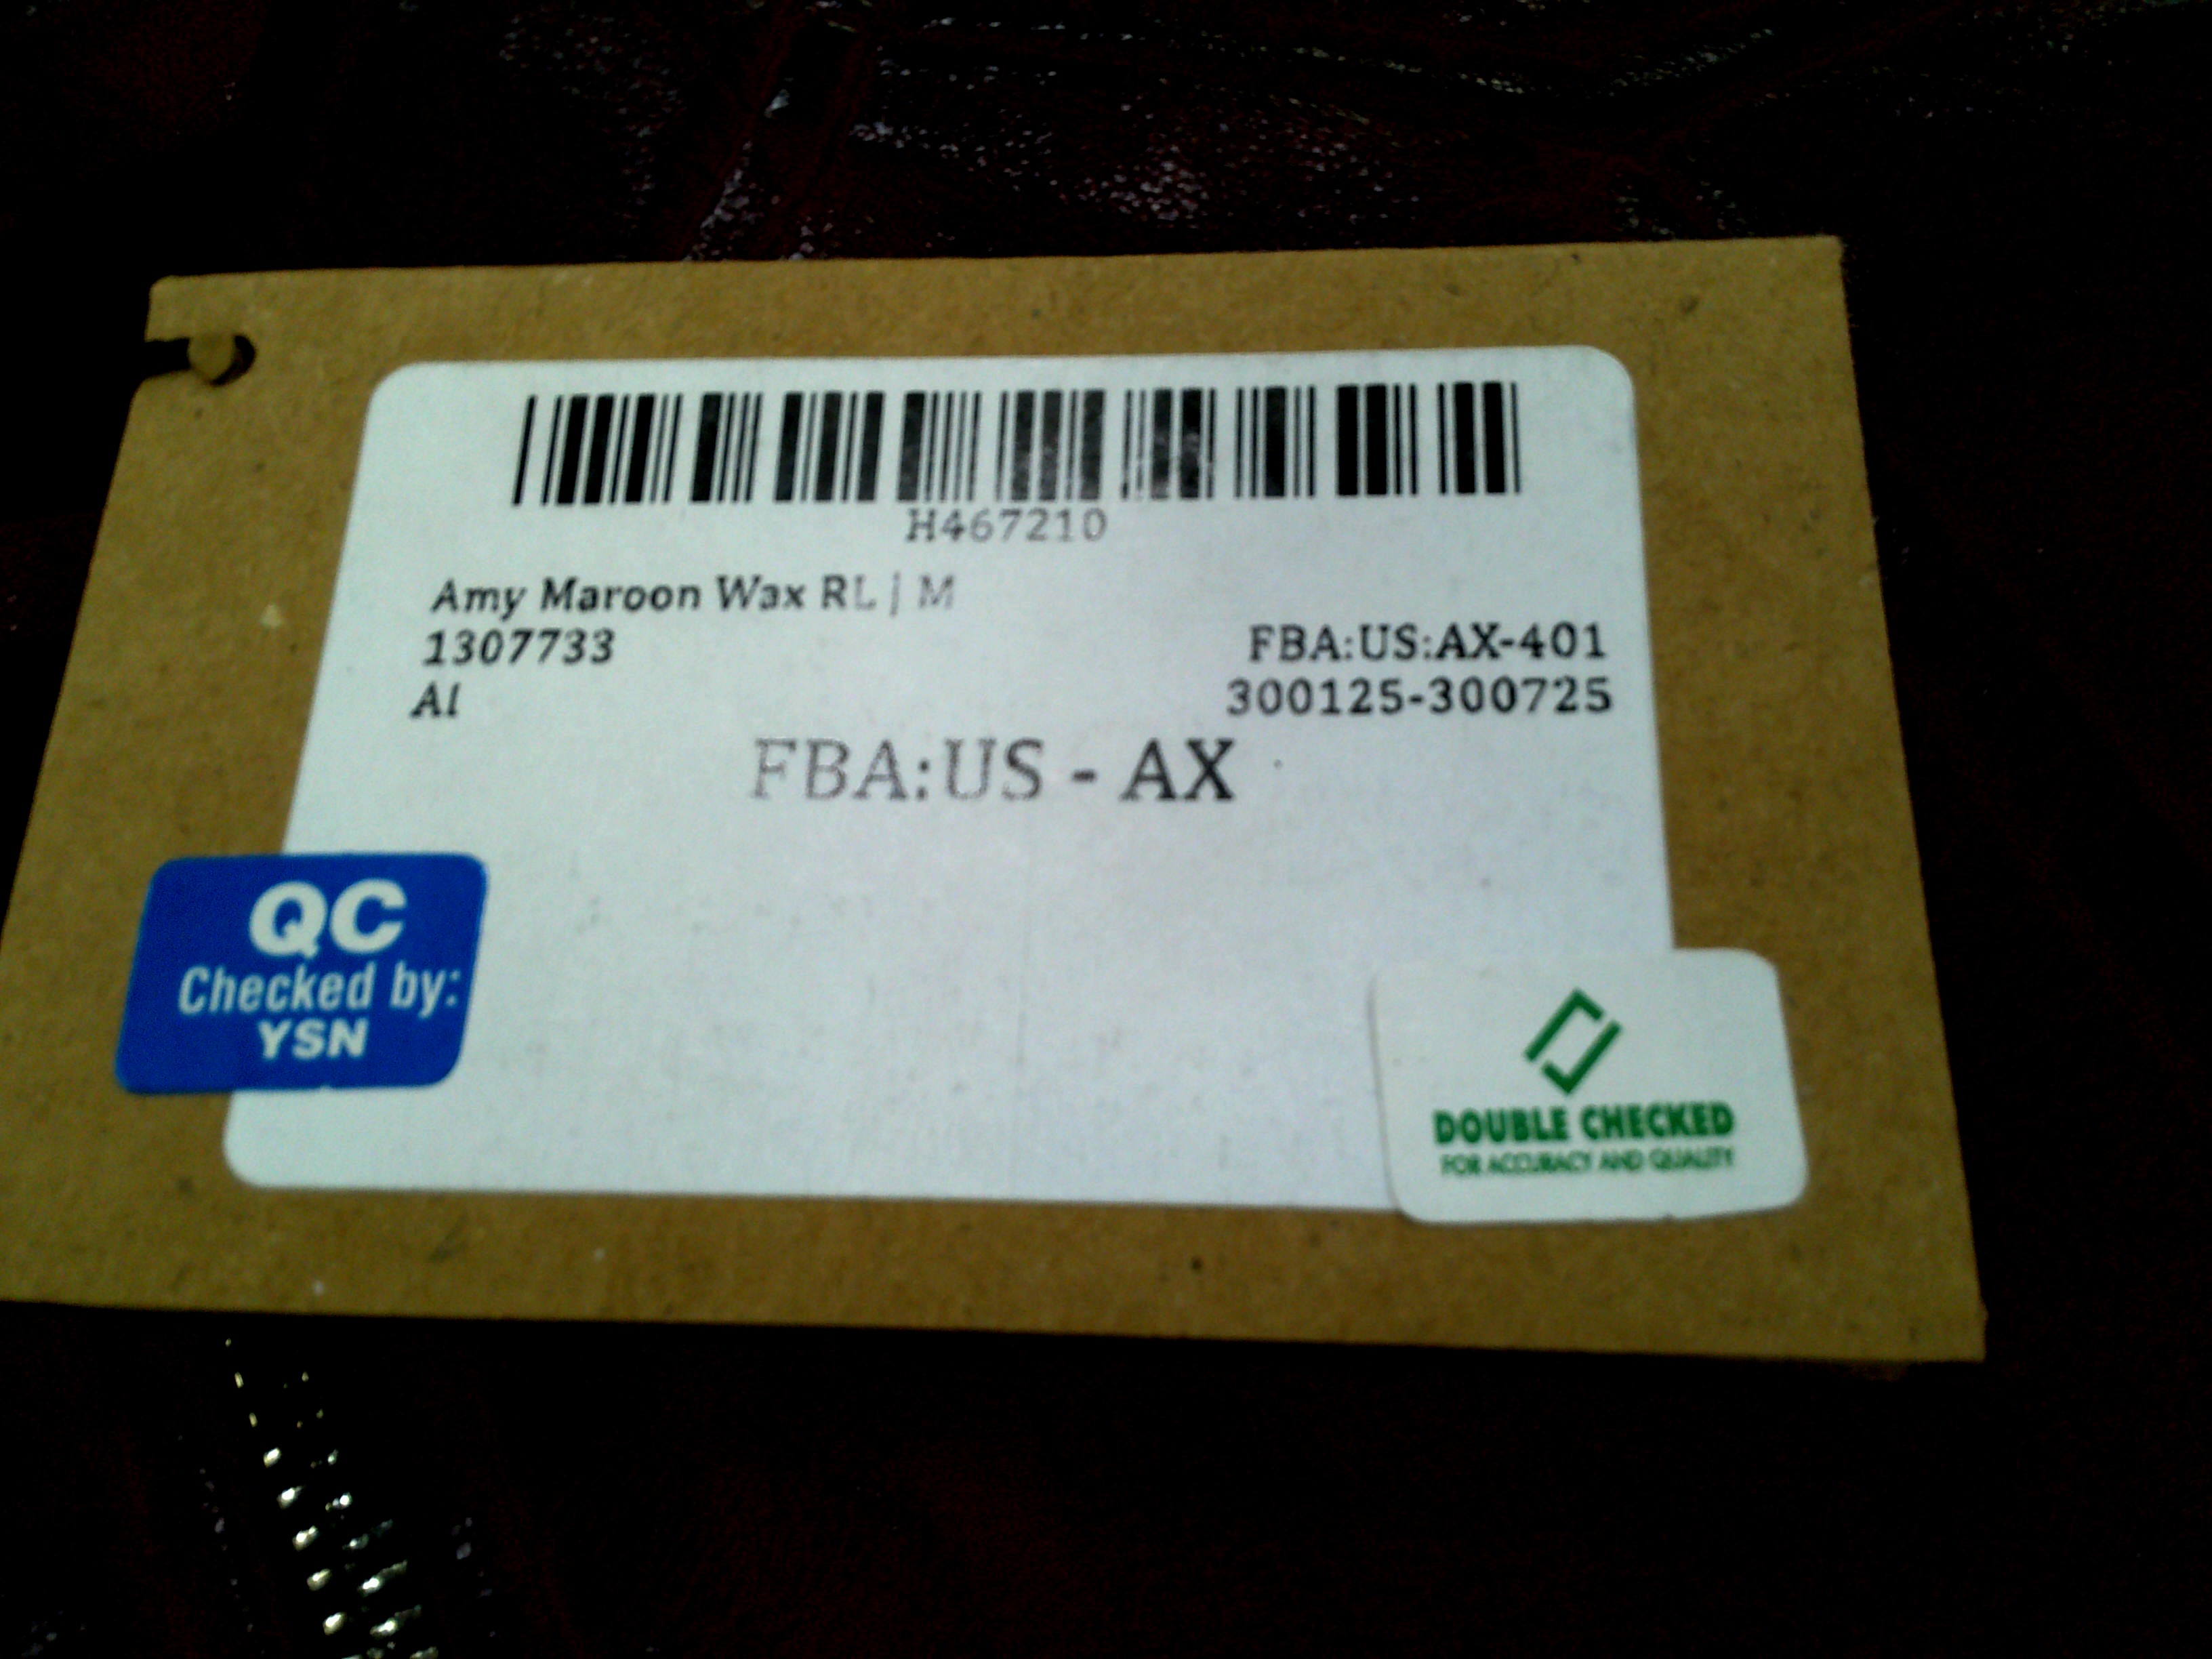 H467210
Amy Maroon Wax RL | M
1307733
FBA:US:AX-401
AI
300125-300725
FBA:US - AX
QC
Checked by:
YSN
DOUBLE CHECKED
FOR ACCURACY AND QUALITY